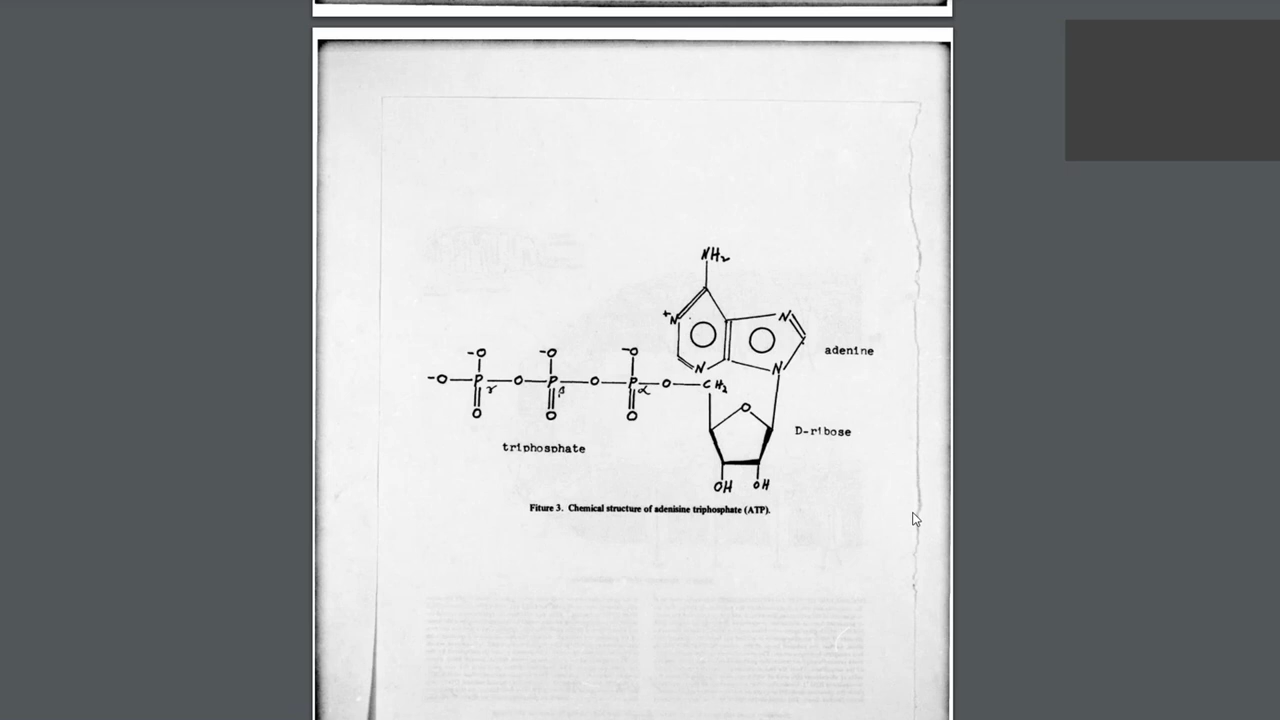 NH2
+N
N
-O
-O
-O
adenine
N
N
-O
P
γ
O
P
β
O
P
α
O
CH2
O
O
O
O
D-ribose
triphosphate
OH
OH
Fiture 3. Chemical structure of adenisine triphosphate (ATP).